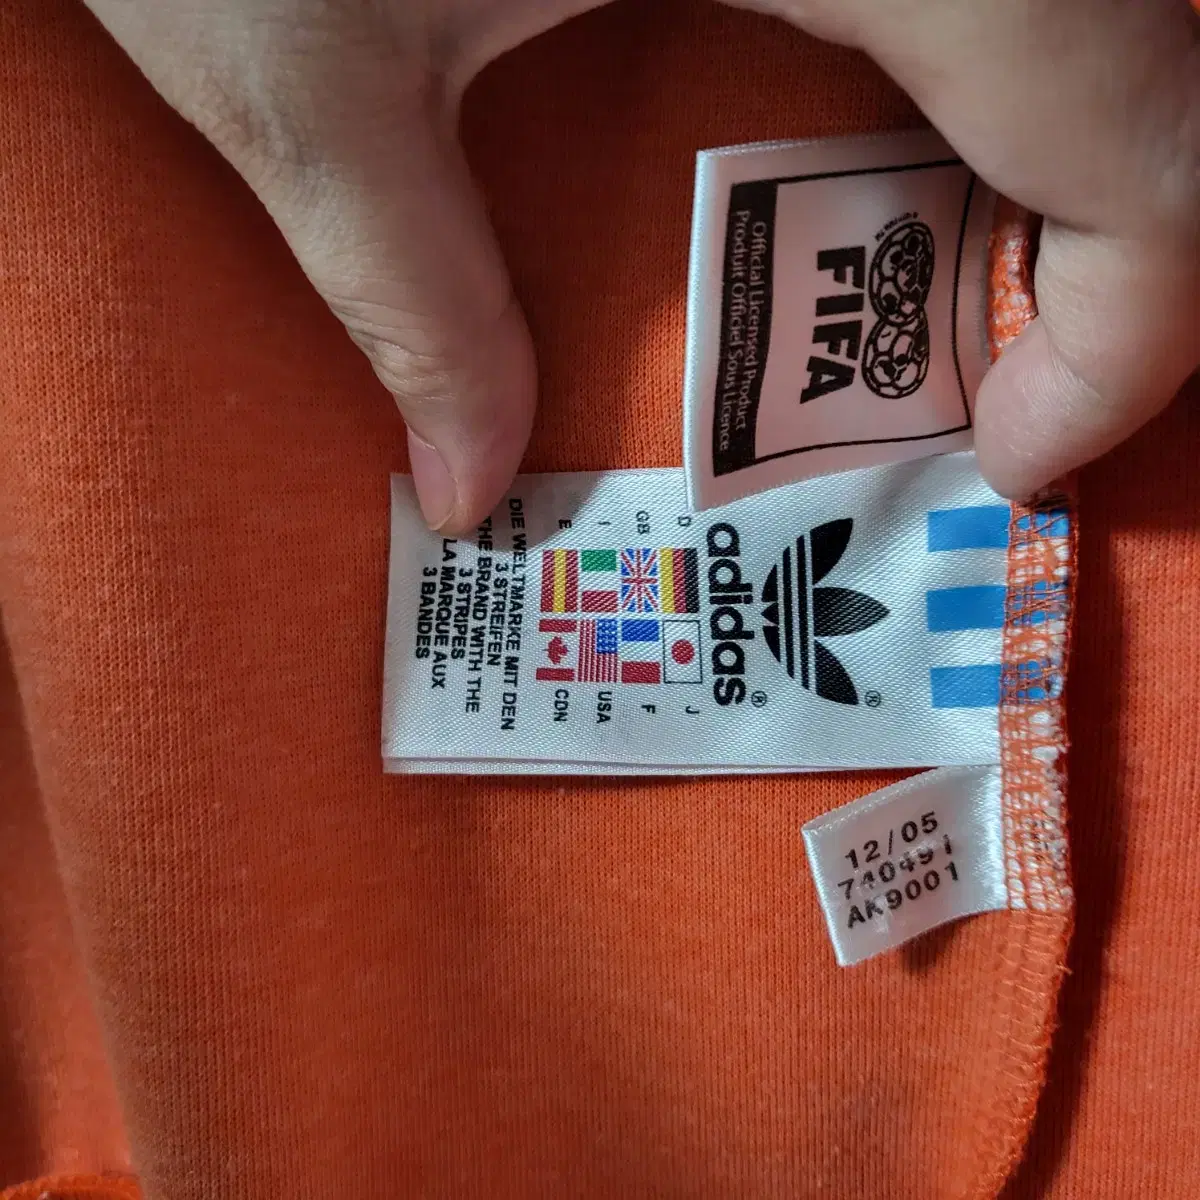 FIFA
Official Licensed Product
Produit Officiel Sous Licence
adidas®
D
J
GB
F
I
USA
E
CDN
DIE WELTMARKE MIT DEN
3 STREIFEN
THE BRAND WITH THE
3 STRIPES
LA MARQUE AUX
3 BANDES
12/05
740491
AK9001